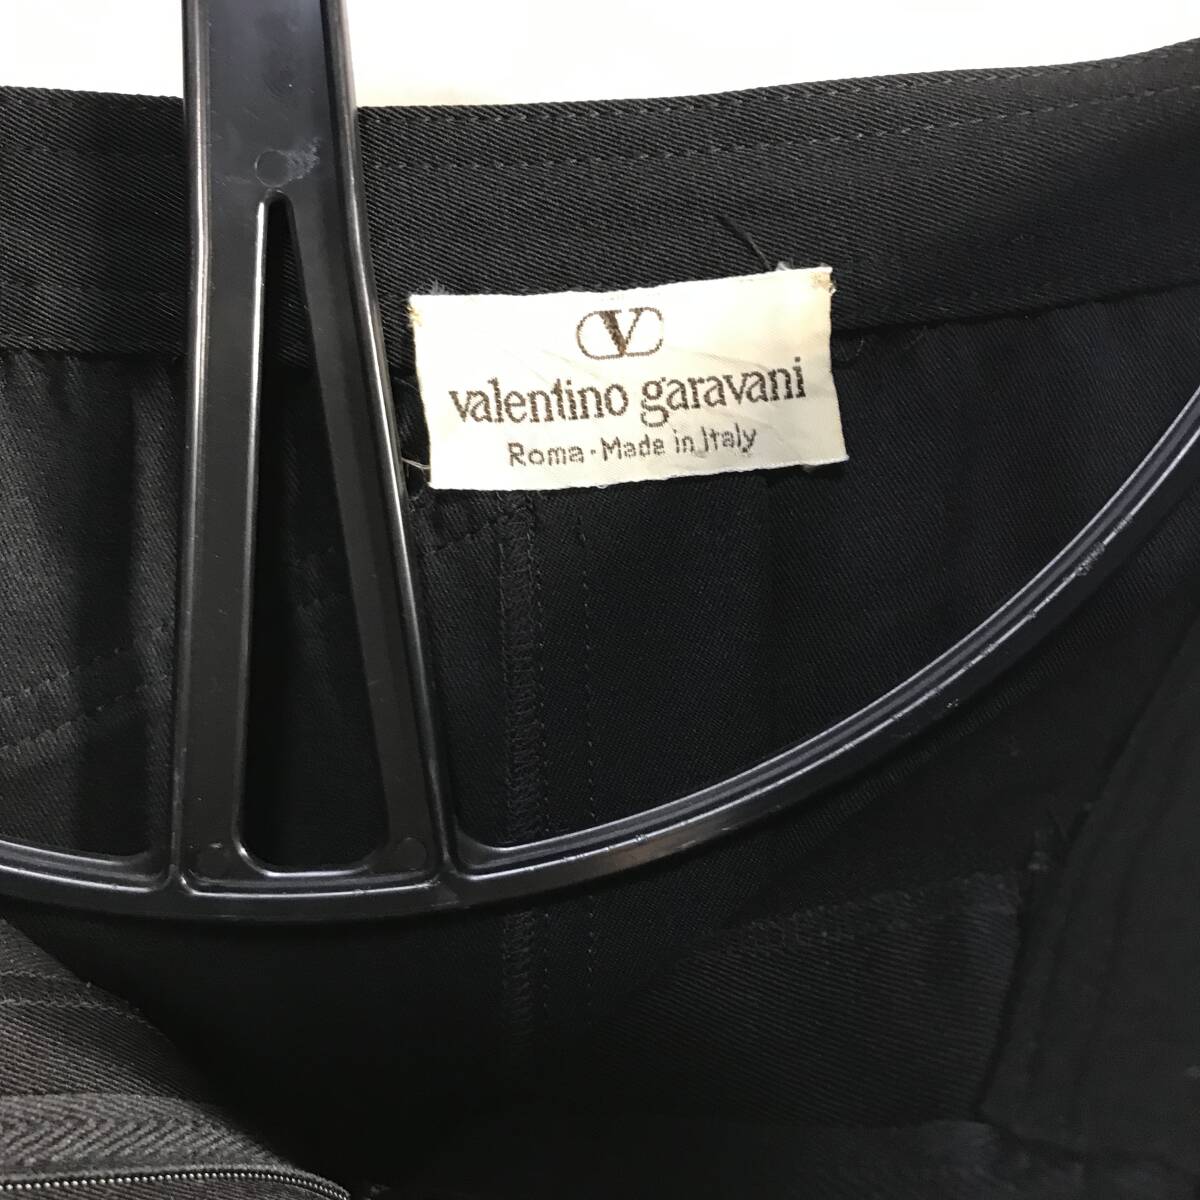 V
valentino garavani
Roma · Made in Italy